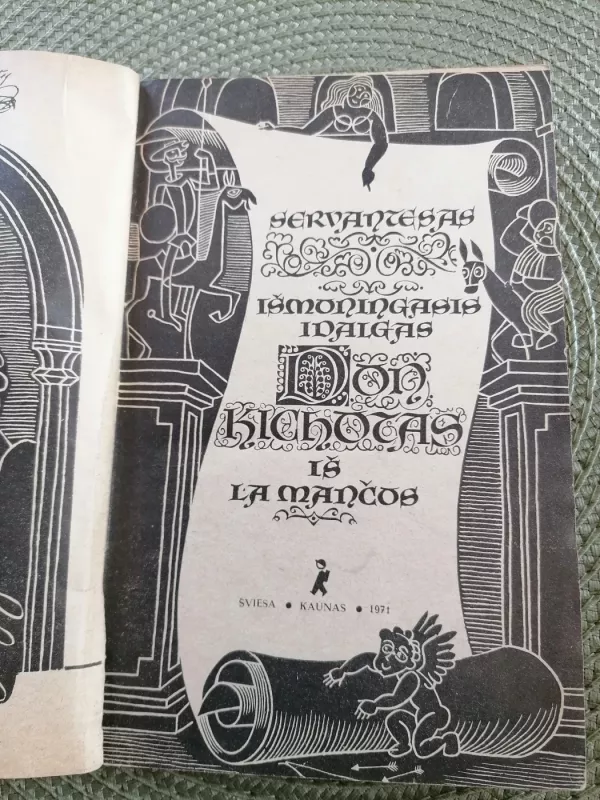 SERVANTESAS
IŠMONINGASIS
IDALGAS
DON
KICHOTAS
IŠ
LA MANČOS
ŠVIESA • KAUNAS • 1971